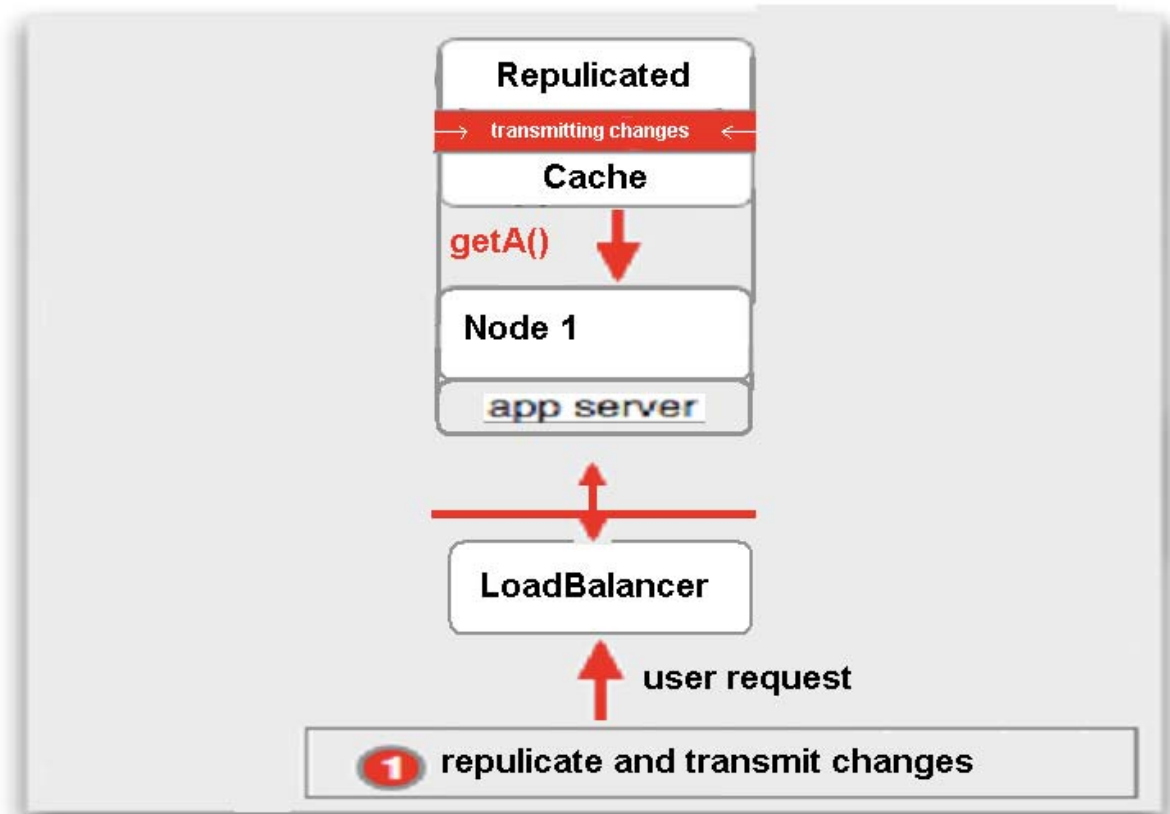 Repulicated
transmitting changes
Cache
getA()
Node 1
app server
LoadBalancer
user request
1 repulicate and transmit changes